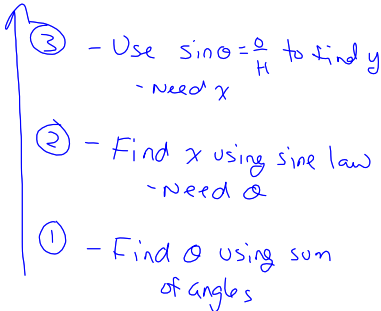 ③ - Use sinθ = O/H to find y
- Need x
② - Find x using sine law
- Need θ
① - Find θ using sum
of angles